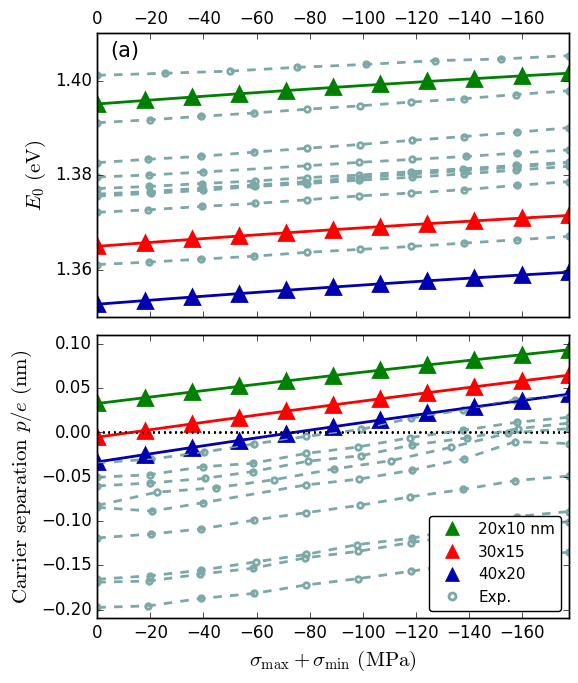 0 −20 −40 −60 −80 −100 −120 −140 −160
(a)
1.40
1.38
1.36
E₀ (eV)
0.10
0.05
0.00
−0.05
−0.10
−0.15
−0.20
Carrier separation p/e (nm)
20x10 nm
30x15
40x20
Exp.
0 −20 −40 −60 −80 −100 −120 −140 −160
σmax + σmin (MPa)